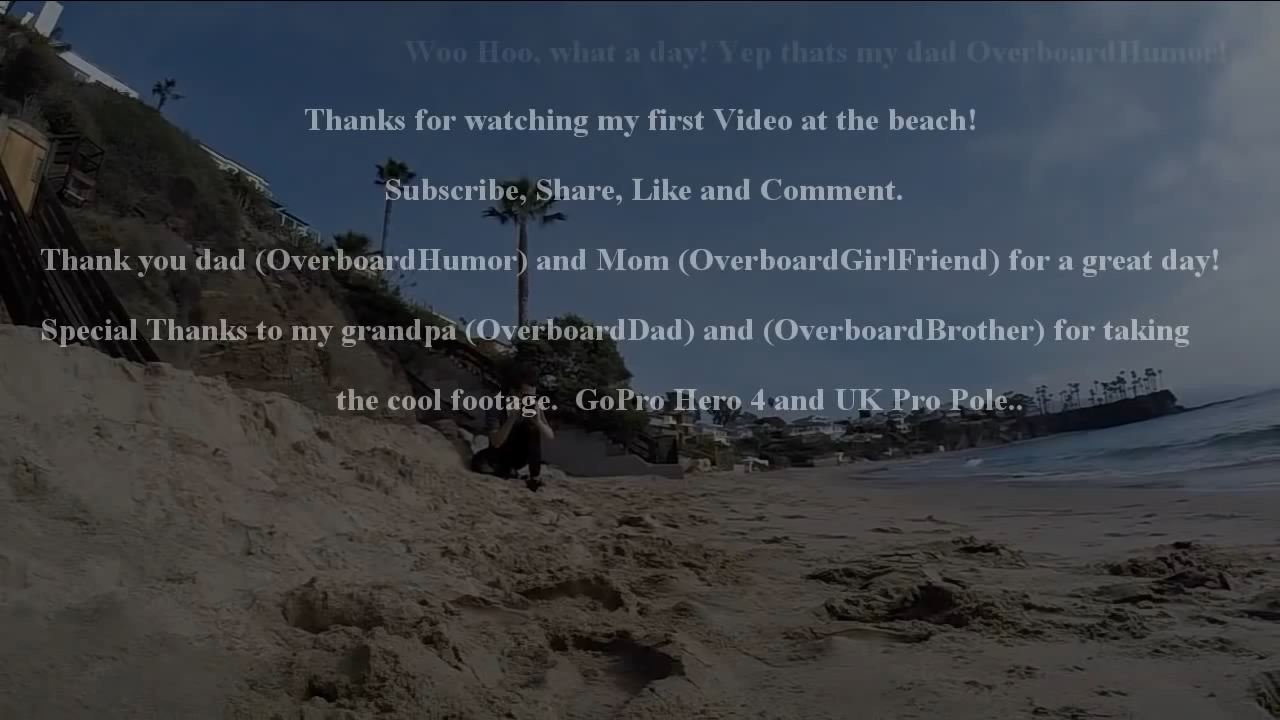 Woo Hoo, what a day! Yep thats my dad OverboardHumor!
Thanks for watching my first Video at the beach!
Subscribe, Share, Like and Comment.
Thank you dad (OverboardHumor) and Mom (OverboardGirlFriend) for a great day!
Special Thanks to my grandpa (OverboardDad) and (OverboardBrother) for taking
the cool footage.  GoPro Hero 4 and UK Pro Pole..